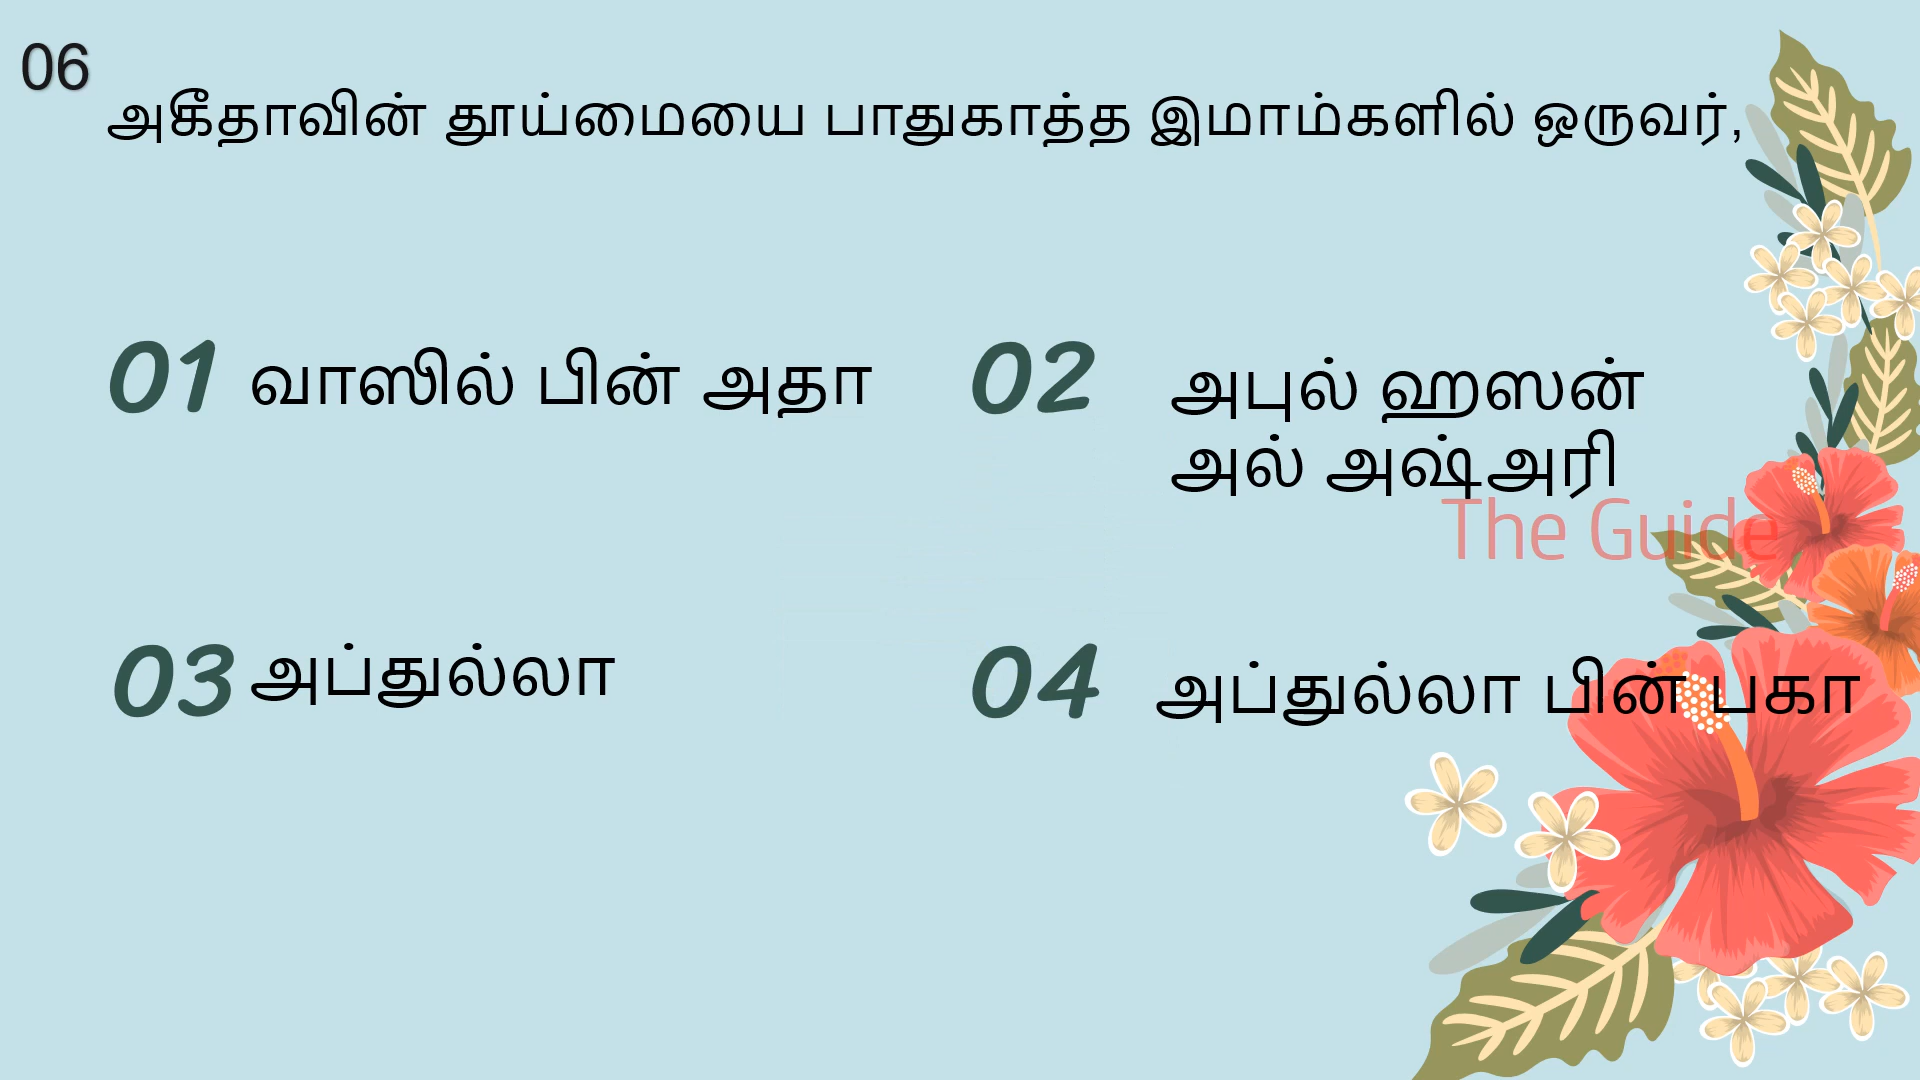 06
அகீதாவின் தூய்மையை பாதுகாத்த இமாம்களில் ஒருவர்,
01 வாஸில் பின் அதா
02 அபுல் ஹஸன்
அல் அஷ்அரி
The Guide
03 அப்துல்லா
04 அப்துல்லா பின் பகா